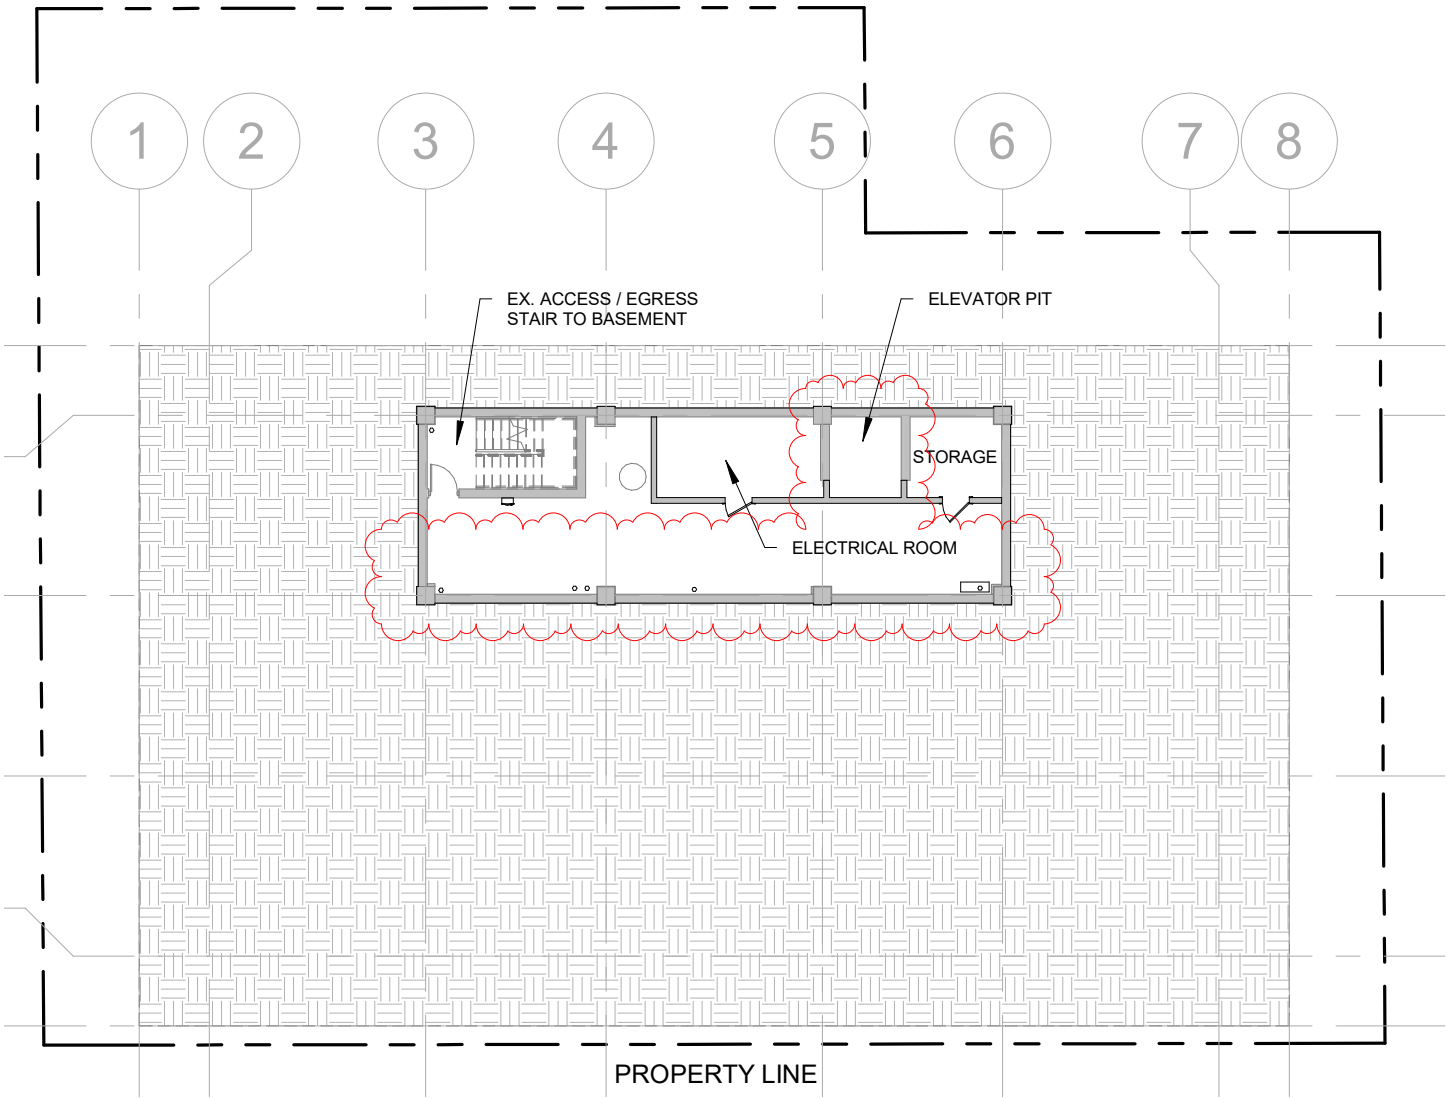 1 2 3 4 5 6 7 8
EX. ACCESS / EGRESS
STAIR TO BASEMENT
ELEVATOR PIT
STORAGE
ELECTRICAL ROOM
PROPERTY LINE